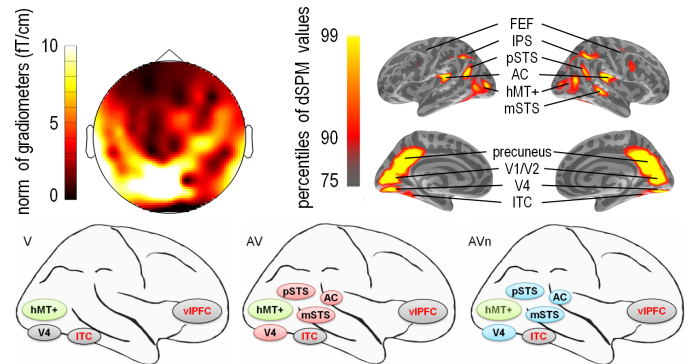 norm of gradiometers (fT/cm)
10
5
0
percentiles of dSPM values
99
90
75
FEF
IPS
pSTS
AC
hMT+
mSTS
precuneus
V1/V2
V4
ITC
V
hMT+
V4
ITC
vlPFC
AV
pSTS
AC
mSTS
hMT+
V4
ITC
vlPFC
AVn
pSTS
AC
mSTS
hMT+
V4
ITC
vlPFC